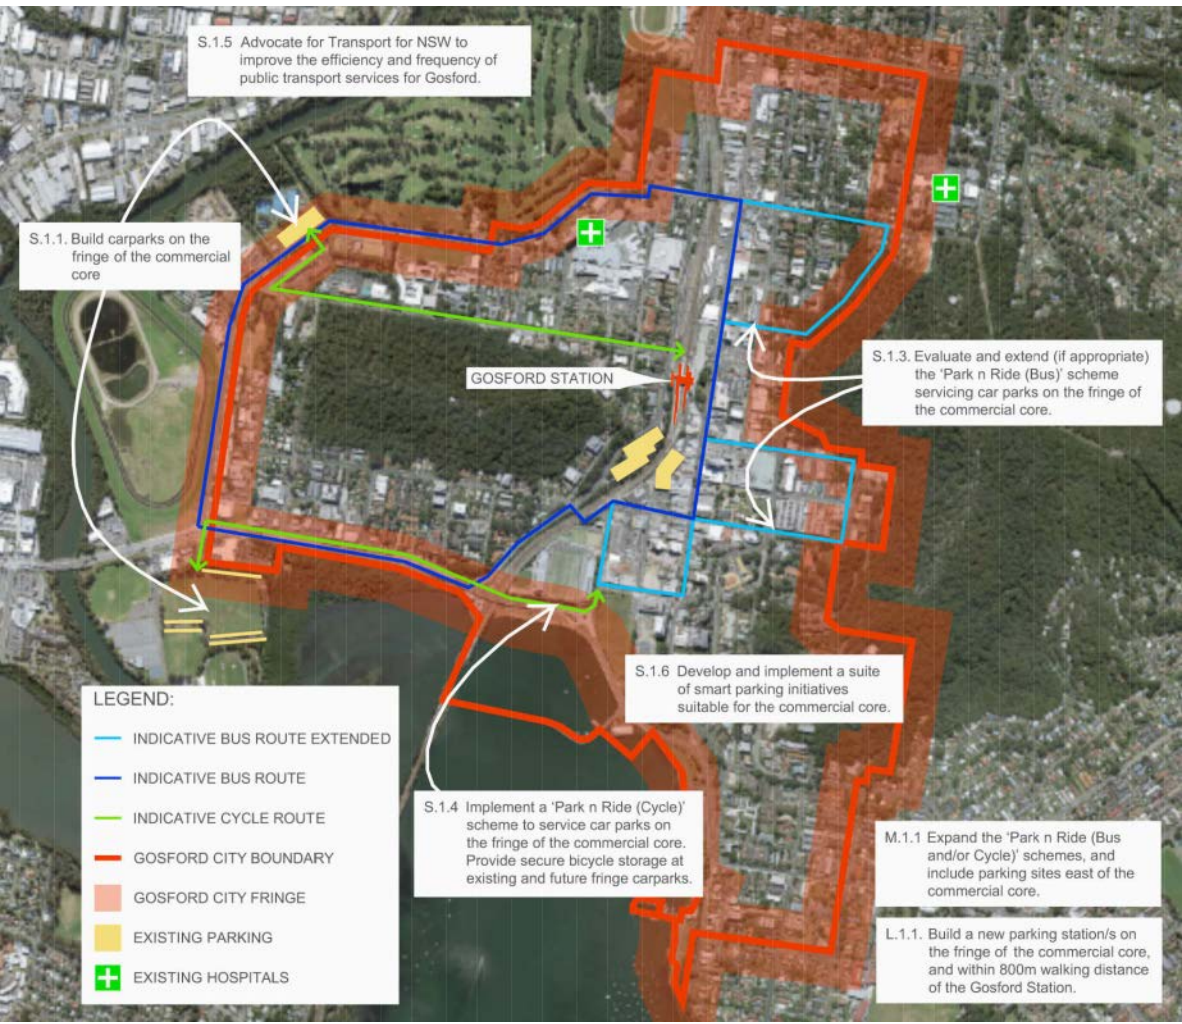 S.1.5 Advocate for Transport for NSW to
improve the efficiency and frequency of
public transport services for Gosford.
S.1.1. Build carparks on the
fringe of the commercial
core
GOSFORD STATION
S.1.3. Evaluate and extend (if appropriate)
the 'Park n Ride (Bus)' scheme
servicing car parks on the fringe of
the commercial core.
S.1.6 Develop and implement a suite
of smart parking initiatives
suitable for the commercial core.
LEGEND:
INDICATIVE BUS ROUTE EXTENDED
INDICATIVE BUS ROUTE
INDICATIVE CYCLE ROUTE
GOSFORD CITY BOUNDARY
GOSFORD CITY FRINGE
EXISTING PARKING
EXISTING HOSPITALS
S.1.4 Implement a 'Park n Ride (Cycle)'
scheme to service car parks on
the fringe of the commercial core.
Provide secure bicycle storage at
existing and future fringe carparks.
M.1.1 Expand the 'Park n Ride (Bus
and/or Cycle)' schemes, and
include parking sites east of the
commercial core.
L.1.1. Build a new parking station/s on
the fringe of the commercial core,
and within 800m walking distance
of the Gosford Station.